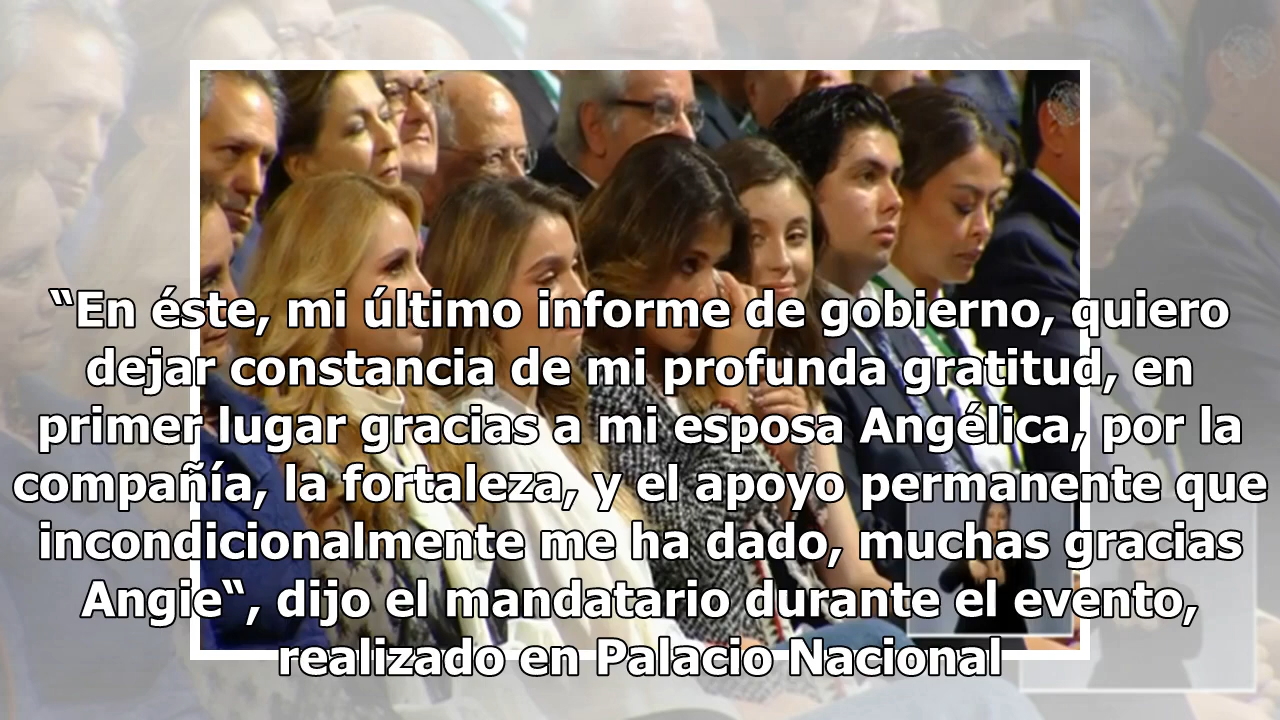 “En éste, mi último informe de gobierno, quiero
dejar constancia de mi profunda gratitud, en
primer lugar gracias a mi esposa Angélica, por la
compañía, la fortaleza, y el apoyo permanente que
incondicionalmente me ha dado, muchas gracias
Angie“, dijo el mandatario durante el evento,
realizado en Palacio Nacional